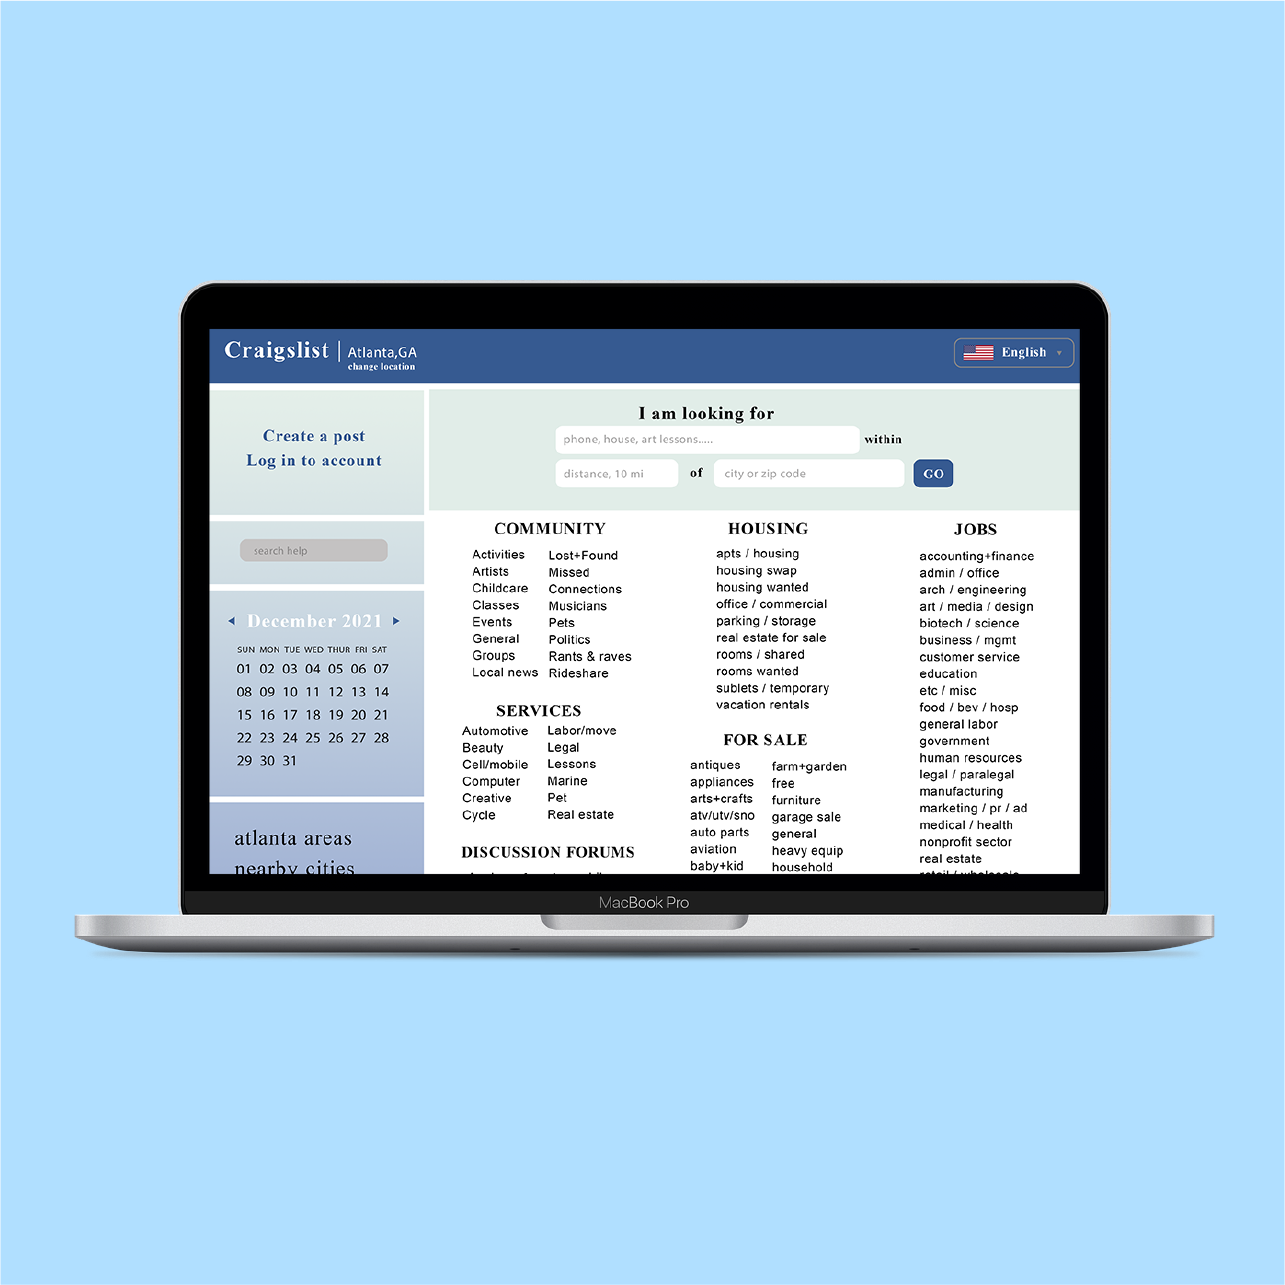 Craigslist | Atlanta,GA
change location
English
Create a post
Log in to account
search help
December 2021
SUN MON TUE WED THUR FRI SAT
01 02 03 04 05 06 07
08 09 10 11 12 13 14
15 16 17 18 19 20 21
22 23 24 25 26 27 28
29 30 31
atlanta areas
nearby cities
I am looking for
phone, house, art lessons.....
within
distance, 10 mi
of
city or zip code
GO
COMMUNITY
Activities
Artists
Childcare
Classes
Events
General
Groups
Local news
Lost+Found
Missed
Connections
Musicians
Pets
Politics
Rants & raves
Rideshare
SERVICES
Automotive
Beauty
Cell/mobile
Computer
Creative
Cycle
Labor/move
Legal
Lessons
Marine
Pet
Real estate
DISCUSSION FORUMS
HOUSING
apts / housing
housing swap
housing wanted
office / commercial
parking / storage
real estate for sale
rooms / shared
rooms wanted
sublets / temporary
vacation rentals
FOR SALE
antiques
appliances
arts+crafts
atv/utv/sno
auto parts
aviation
baby+kid
farm+garden
free
furniture
garage sale
general
heavy equip
household
JOBS
accounting+finance
admin / office
arch / engineering
art / media / design
biotech / science
business / mgmt
customer service
education
etc / misc
food / bev / hosp
general labor
government
human resources
legal / paralegal
manufacturing
marketing / pr / ad
medical / health
nonprofit sector
real estate
retail / wholesale
MacBook Pro